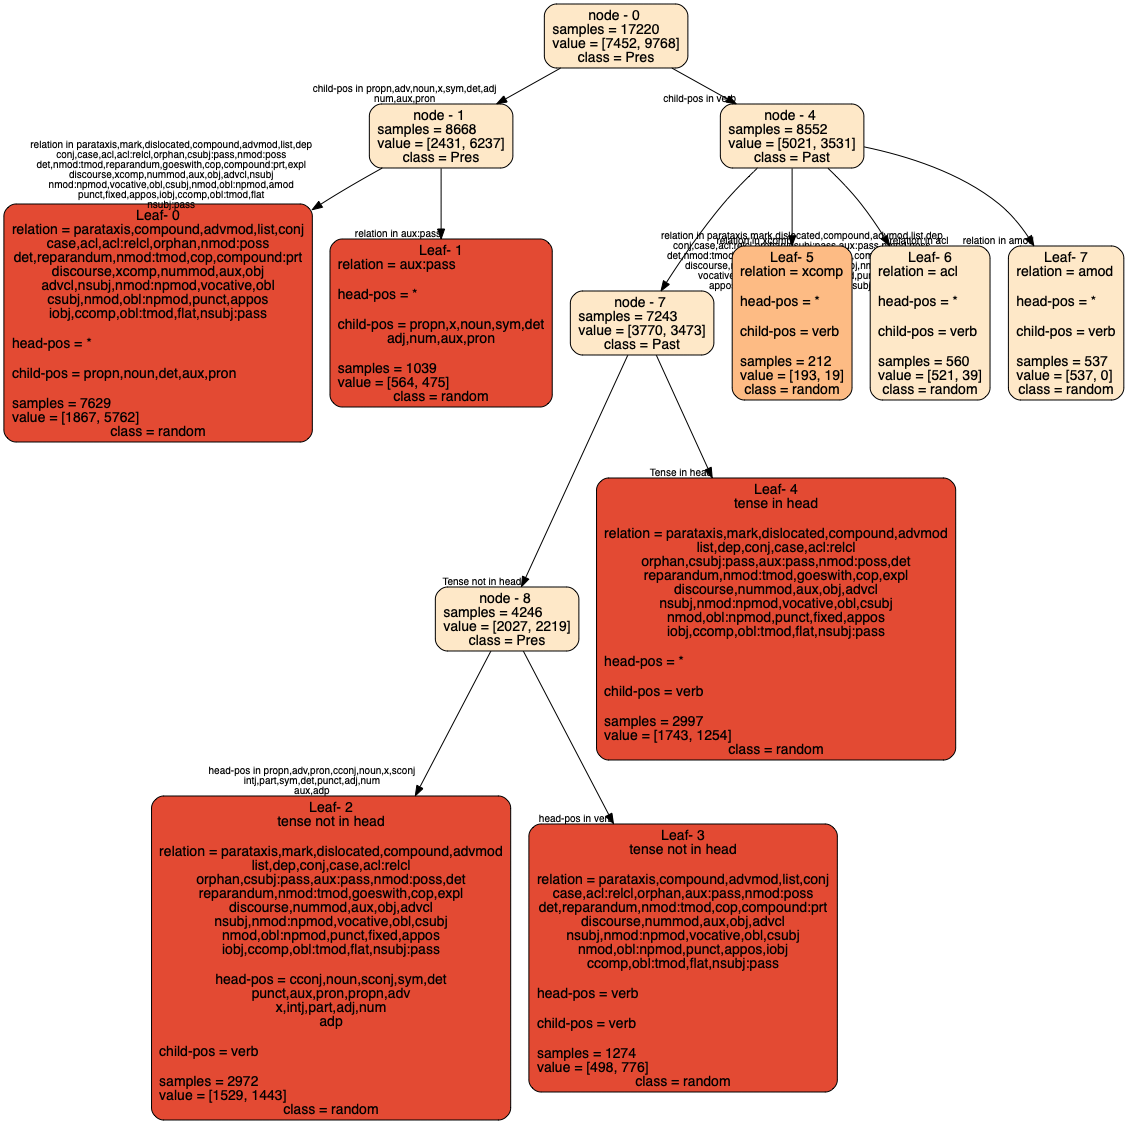 node - 0
samples = 17220
value = [7452, 9768]
class = Pres
child-pos in propn,adv,noun,x,sym,det,adj
num,aux,pron
child-pos in verb
node - 1
samples = 8668
value = [2431, 6237]
class = Pres
node - 4
samples = 8552
value = [5021, 3531]
class = Past
relation in parataxis,mark,dislocated,compound,advmod,list,dep
conj,case,acl,acl:relcl,orphan,csubj:pass,nmod:poss
det,nmod:tmod,reparandum,goeswith,cop,compound:prt,expl
discourse,xcomp,nummod,aux,obj,advcl,nsubj
nmod:npmod,vocative,obl,csubj,nmod,obl:npmod,amod
punct,fixed,appos,iobj,ccomp,obl:tmod,flat
nsubj:pass
Leaf- 0
relation = parataxis,compound,advmod,list,conj
case,acl,acl:relcl,orphan,nmod:poss
det,reparandum,nmod:tmod,cop,compound:prt
discourse,xcomp,nummod,aux,obj
advcl,nsubj,nmod:npmod,vocative,obl
csubj,nmod,obl:npmod,punct,appos
iobj,ccomp,obl:tmod,flat,nsubj:pass
head-pos = *
child-pos = propn,noun,det,aux,pron
samples = 7629
value = [1867, 5762]
class = random
relation in aux:pass
Leaf- 1
relation = aux:pass
head-pos = *
child-pos = propn,x,noun,sym,det
adj,num,aux,pron
samples = 1039
value = [564, 475]
class = random
relation in parataxis,mark,dislocated,compound,advmod,list,dep
relation in acl
relation in amod
node - 7
samples = 7243
value = [3770, 3473]
class = Past
Leaf- 5
relation = xcomp
head-pos = *
child-pos = verb
samples = 212
value = [193, 19]
class = random
Leaf- 6
relation = acl
head-pos = *
child-pos = verb
samples = 560
value = [521, 39]
class = random
Leaf- 7
relation = amod
head-pos = *
child-pos = verb
samples = 537
value = [537, 0]
class = random
Tense in head
Leaf- 4
tense in head
relation = parataxis,mark,dislocated,compound,advmod
list,dep,conj,case,acl:relcl
orphan,csubj:pass,aux:pass,nmod:poss,det
reparandum,nmod:tmod,goeswith,cop,expl
discourse,nummod,aux,obj,advcl
nsubj,nmod:npmod,vocative,obl,csubj
nmod,obl:npmod,punct,fixed,appos
iobj,ccomp,obl:tmod,flat,nsubj:pass
head-pos = *
child-pos = verb
samples = 2997
value = [1743, 1254]
class = random
Tense not in head
node - 8
samples = 4246
value = [2027, 2219]
class = Pres
head-pos in propn,adv,pron,cconj,noun,x,sconj
intj,part,sym,det,punct,adj,num
aux,adp
Leaf- 2
tense not in head
relation = parataxis,mark,dislocated,compound,advmod
list,dep,conj,case,acl:relcl
orphan,csubj:pass,aux:pass,nmod:poss,det
reparandum,nmod:tmod,goeswith,cop,expl
discourse,nummod,aux,obj,advcl
nsubj,nmod:npmod,vocative,obl,csubj
nmod,obl:npmod,punct,fixed,appos
iobj,ccomp,obl:tmod,flat,nsubj:pass
head-pos = cconj,noun,sconj,sym,det
punct,aux,pron,propn,adv
x,intj,part,adj,num
adp
child-pos = verb
samples = 2972
value = [1529, 1443]
class = random
head-pos in verb
Leaf- 3
tense not in head
relation = parataxis,compound,advmod,list,conj
case,acl:relcl,orphan,aux:pass,nmod:poss
det,reparandum,nmod:tmod,cop,compound:prt
discourse,nummod,aux,obj,advcl
nsubj,nmod:npmod,vocative,obl,csubj
nmod,obl:npmod,punct,appos,iobj
ccomp,obl:tmod,flat,nsubj:pass
head-pos = verb
child-pos = verb
samples = 1274
value = [498, 776]
class = random